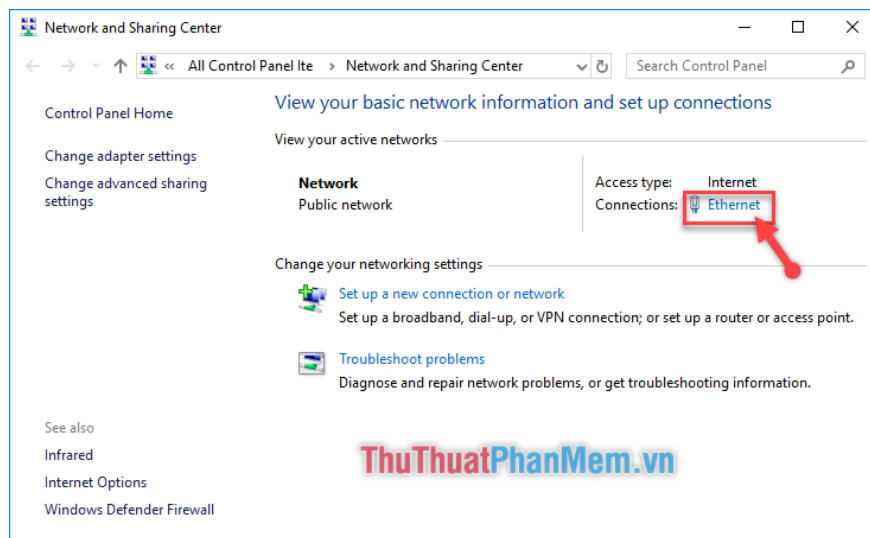 Network and Sharing Center
« All Control Panel Ite > Network and Sharing Center
Search Control Panel
Control Panel Home
Change adapter settings
Change advanced sharing
settings
View your basic network information and set up connections
View your active networks
Network
Public network
Access type: Internet
Connections: Ethernet
Change your networking settings
Set up a new connection or network
Set up a broadband, dial-up, or VPN connection; or set up a router or access point.
Troubleshoot problems
Diagnose and repair network problems, or get troubleshooting information.
See also
Infrared
Internet Options
Windows Defender Firewall
ThuThuatPhanMem.vn